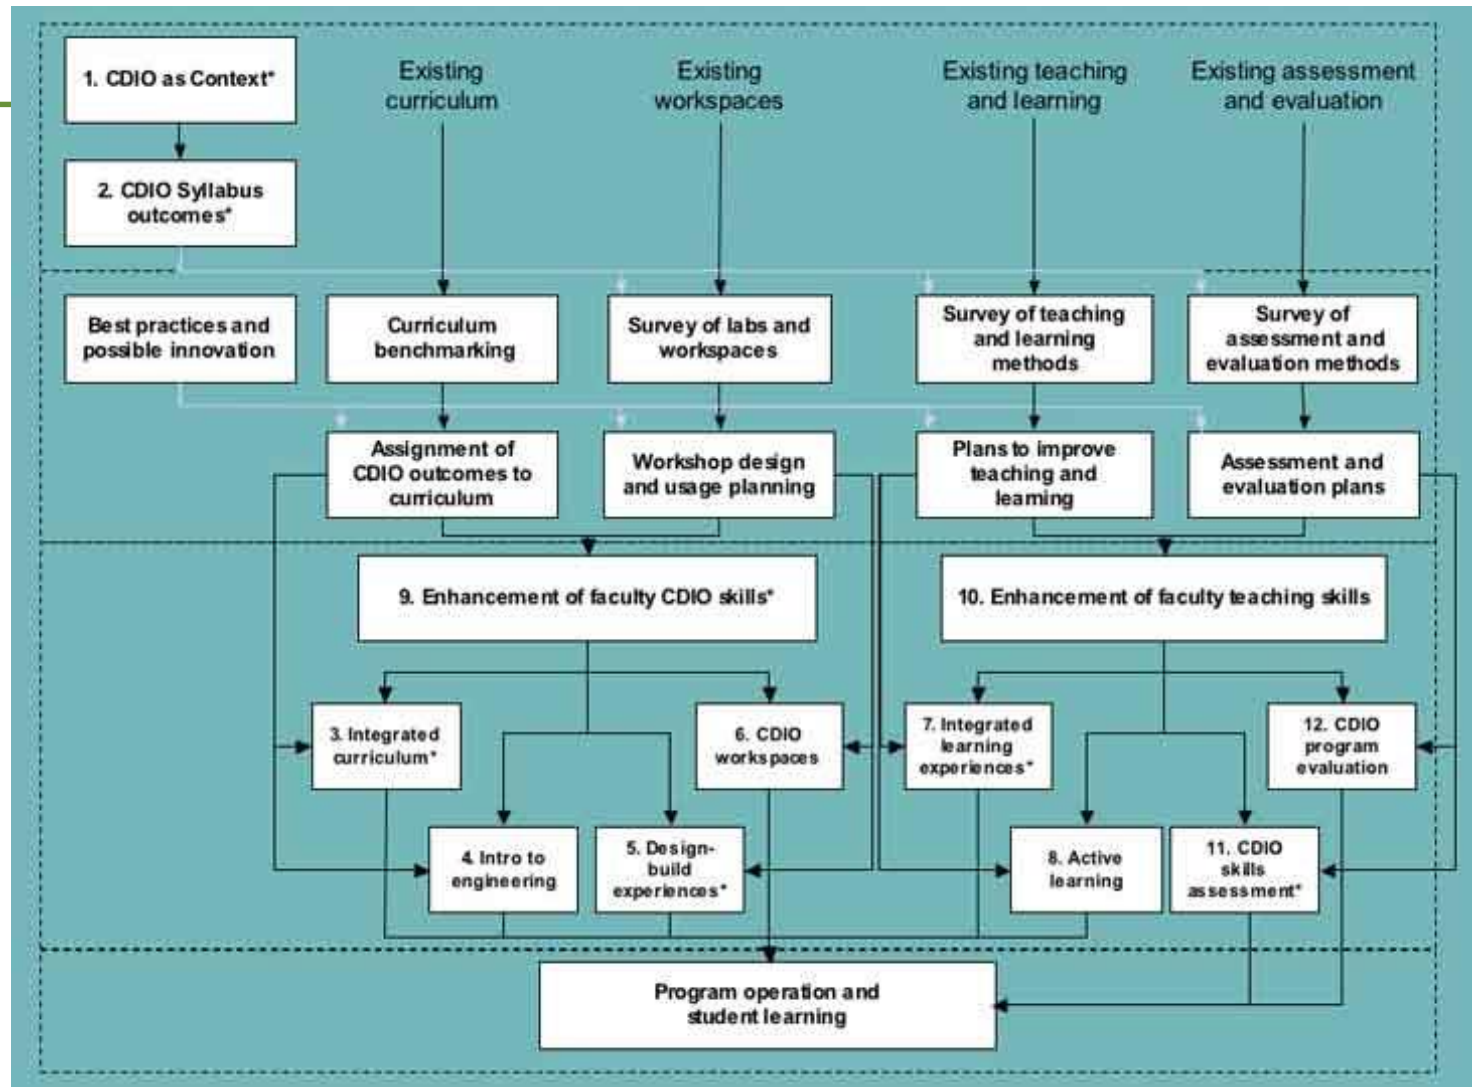 1. CDIO as Context*
Existing
curriculum
Existing
workspaces
Existing teaching
and learning
Existing assessment
and evaluation
2. CDIO Syllabus
outcomes*
Best practices and
possible innovation
Curriculum
benchmarking
Survey of labs and
workspaces
Survey of teaching
and learning
methods
Survey of
assessment and
evaluation methods
Assignment of
CDIO outcomes to
curriculum
Workshop design
and usage planning
Plans to improve
teaching and
learning
Assessment and
evaluation plans
9. Enhancement of faculty CDIO skills*
10. Enhancement of faculty teaching skills
3. Integrated
curriculum*
6. CDIO
workspaces
7. Integrated
learning
experiences*
12. CDIO
program
evaluation
4. Intro to
engineering
5. Design-
build
experiences*
8. Active
learning
11. CDIO
skills
assessment*
Program operation and
student learning